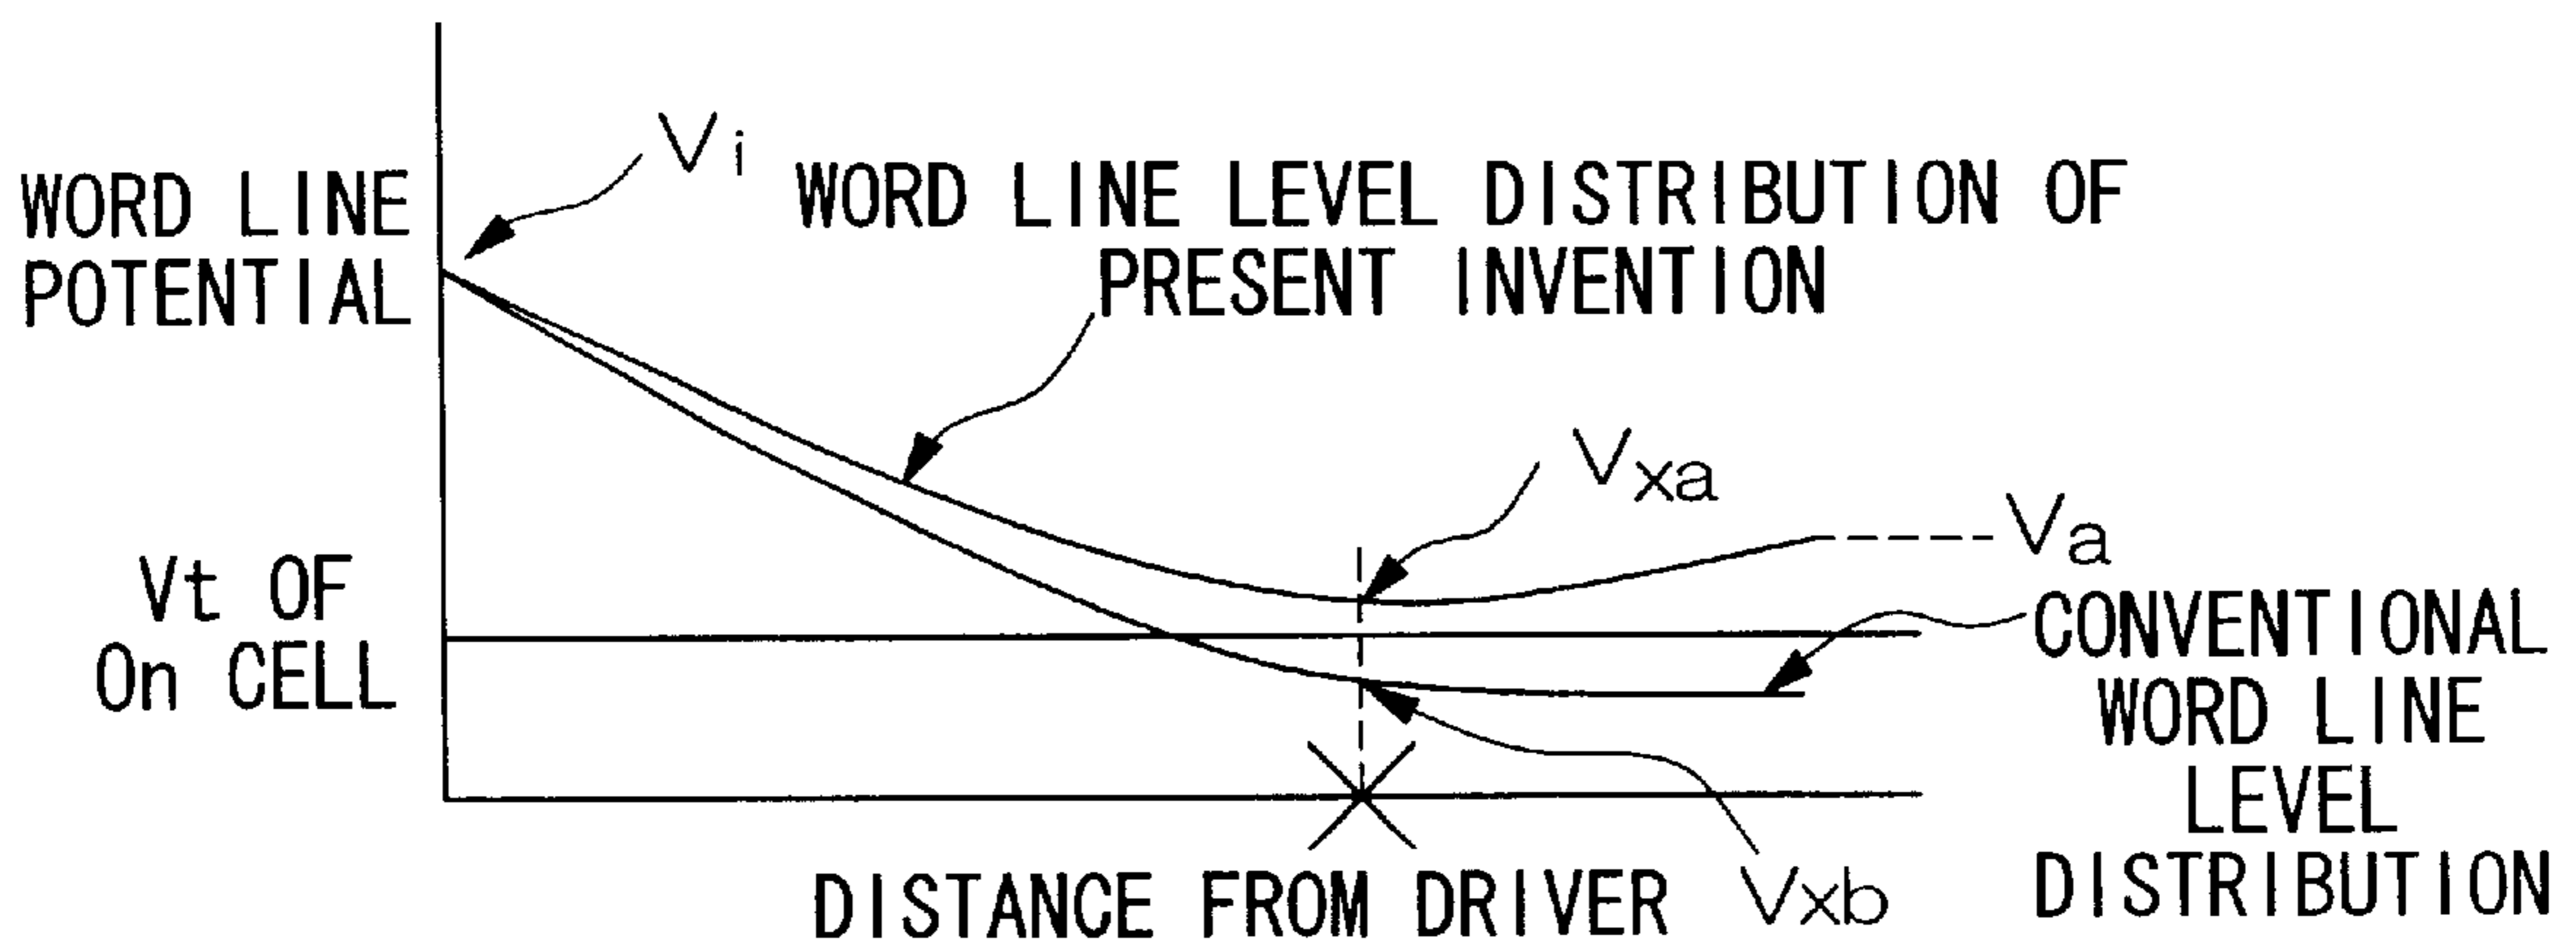 Vi
WORD LINE
POTENTIAL
WORD LINE LEVEL DISTRIBUTION OF
PRESENT INVENTION
Vxa
Va
Vt OF
On CELL
CONVENTIONAL
WORD LINE
LEVEL
DISTRIBUTION
Vxb
DISTANCE FROM DRIVER